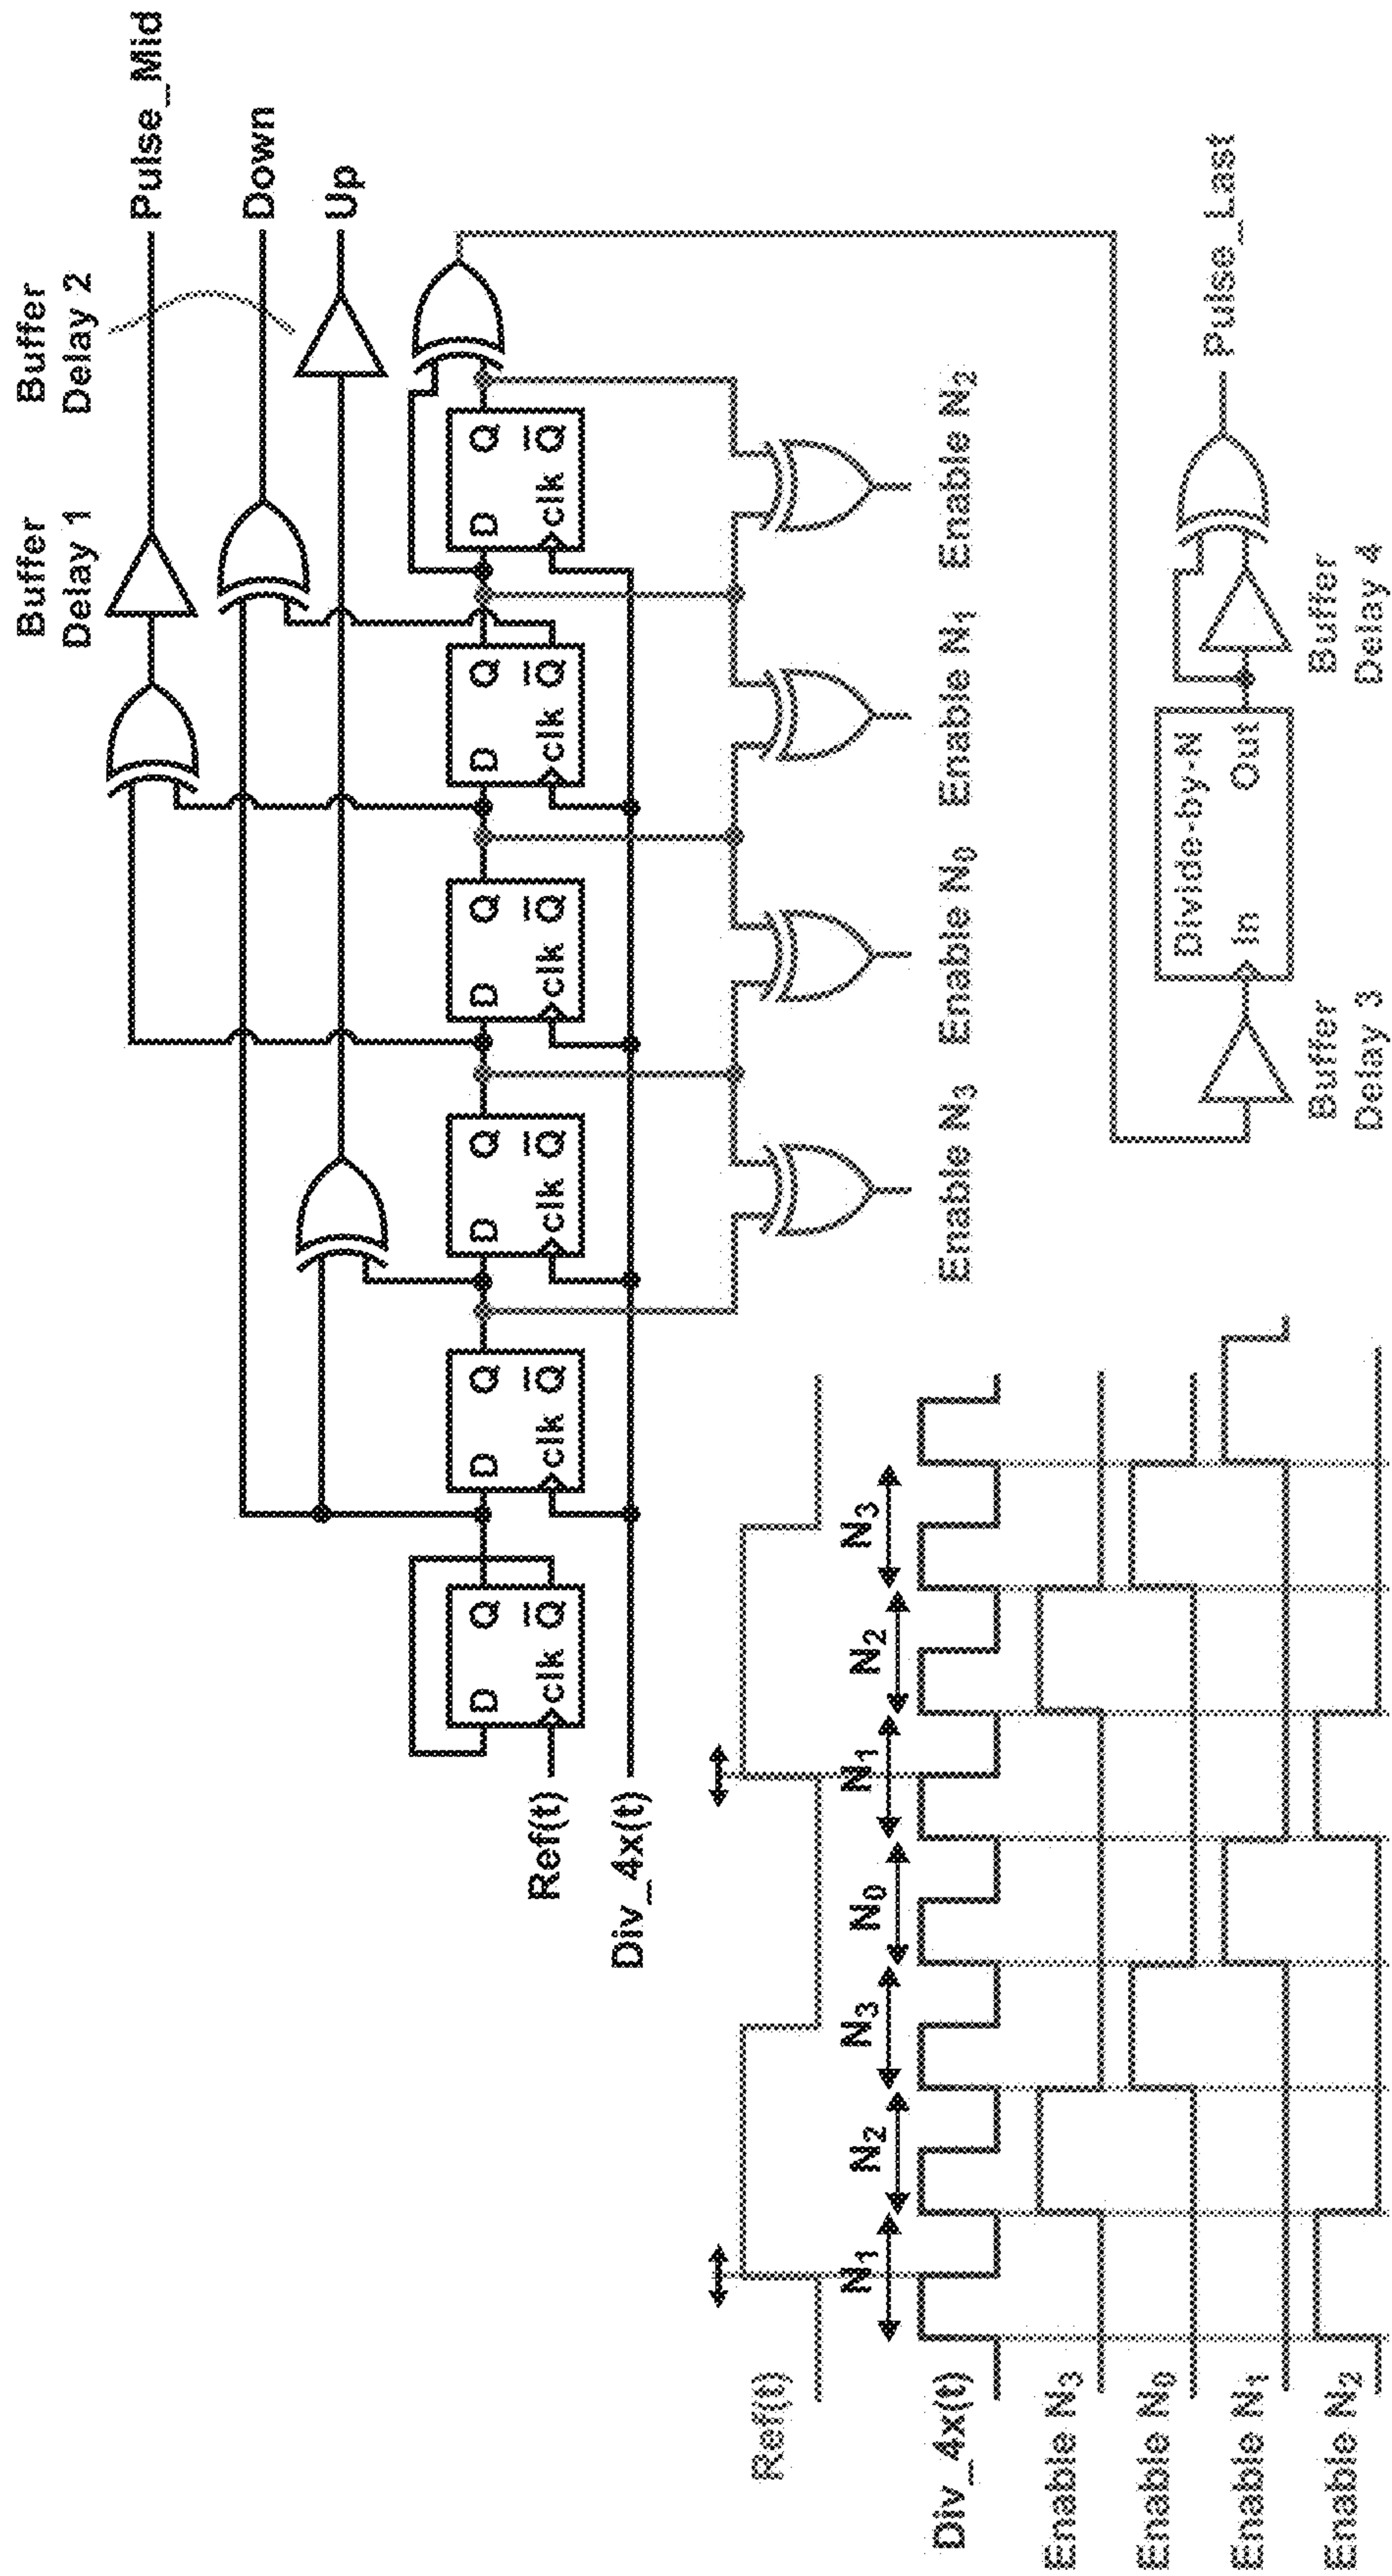 Buffer
Delay 1
Buffer
Delay 2
Pulse_Mid
Down
Up
D Q
clk Q̅
D Q
clk Q̅
D Q
clk Q̅
D Q
clk Q̅
D Q
clk Q̅
D Q
clk Q̅
Ref(t)
Div_4x(t)
Enable N₃
Enable N₀
Enable N₁
Enable N₂
Ref(t)
N₁ N₂ N₃ N₀ N₁ N₂ N₃
Div_4x(t)
Enable N₃
Enable N₀
Enable N₁
Enable N₂
Divide-by-N
In Out
Pulse_Last
Buffer
Delay 3
Buffer
Delay 4